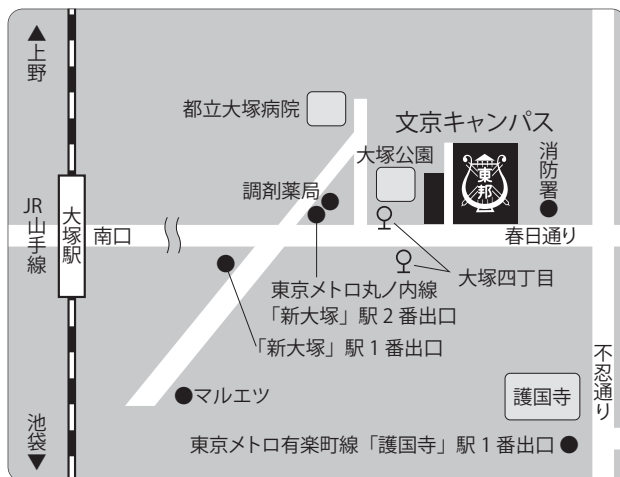 ▲上野
都立大塚病院
文京キャンパス
大塚公園
東邦
消防署
調剤薬局
JR山手線
大塚駅
南口
春日通り
大塚四丁目
東京メトロ丸ノ内線
「新大塚」駅2番出口
「新大塚」駅1番出口
不忍通り
マルエツ
護国寺
池袋▼
東京メトロ有楽町線「護国寺」駅1番出口